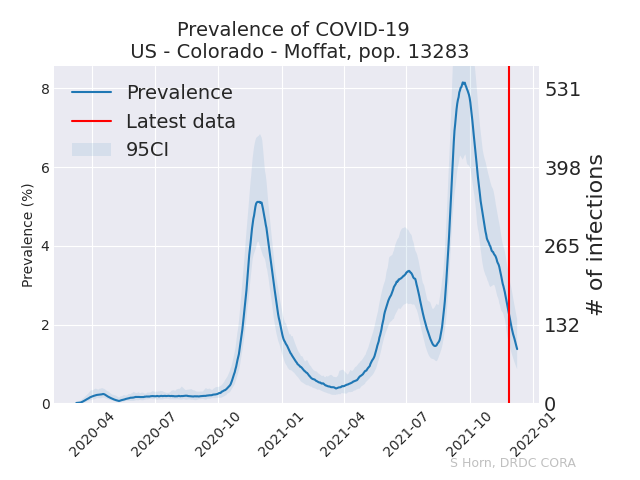 Prevalence of COVID-19
US - Colorado - Moffat, pop. 13283
Prevalence
Latest data
95CI
Prevalence (%)
8
6
4
2
0
531
398
265
132
0
# of infections
2020-04
2020-07
2020-10
2021-01
2021-04
2021-07
2021-10
2022-01
S Horn, DRDC CORA